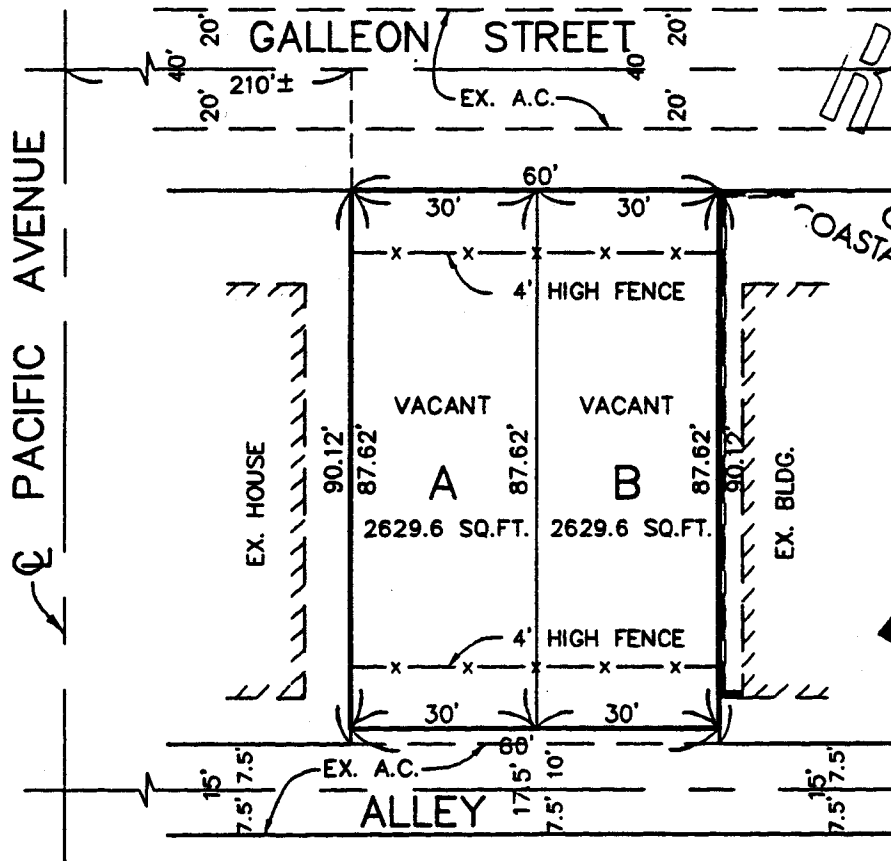 GALLEON STREET
20' 20'
40' 40'
210'±
20' 20'
EX. A.C.
PACIFIC AVENUE
℄
60'
30' 30'
4' HIGH FENCE
OASTA
VACANT VACANT
90.12' 87.62' 87.62' 87.62' 90.12'
A B
2629.6 SQ.FT. 2629.6 SQ.FT.
EX. HOUSE
EX. BLDG.
4' HIGH FENCE
30' 30'
60'
EX. A.C.
15' 7.5' 7.5'
17.5' 10' 7.5'
15' 7.5'
ALLEY